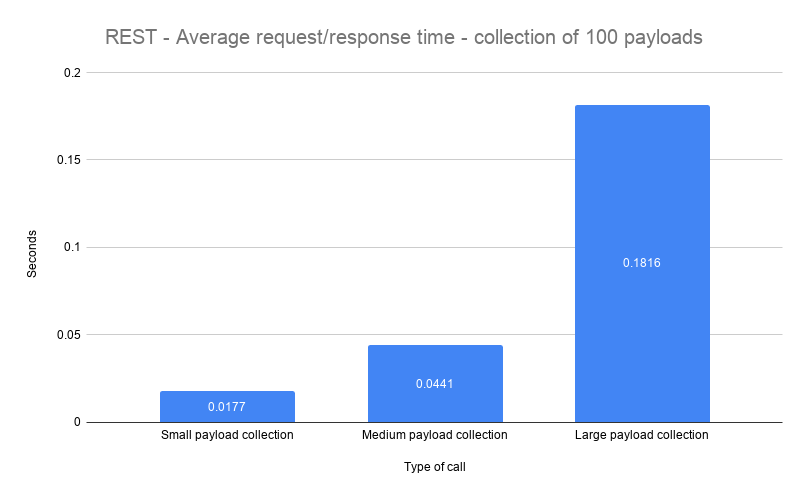 REST - Average request/response time - collection of 100 payloads
0.2
0.15
0.1
0.05
0
Seconds
0.0177
0.0441
0.1816
Small payload collection
Medium payload collection
Large payload collection
Type of call